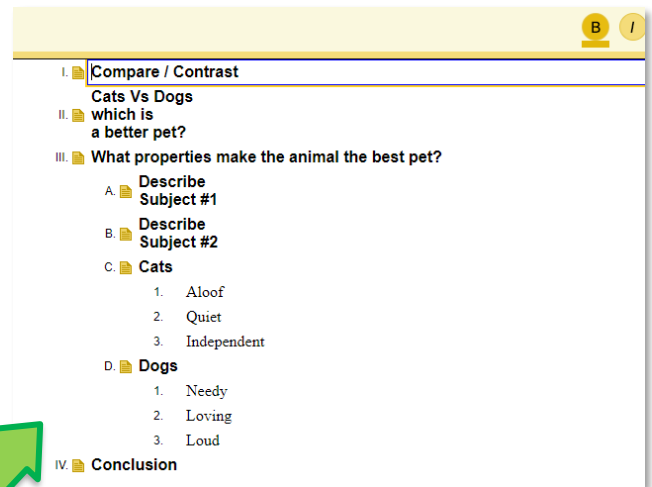 B I
I. Compare / Contrast
Cats Vs Dogs
II. which is
a better pet?
III. What properties make the animal the best pet?
A. Describe
Subject #1
B. Describe
Subject #2
C. Cats
1. Aloof
2. Quiet
3. Independent
D. Dogs
1. Needy
2. Loving
3. Loud
IV. Conclusion